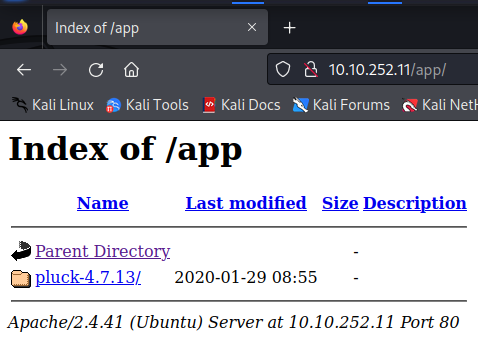 Index of /app
10.10.252.11/app/
Kali Linux Kali Tools Kali Docs Kali Forums Kali NetH
Index of /app
Name Last modified Size Description
Parent Directory -
pluck-4.7.13/ 2020-01-29 08:55 -
Apache/2.4.41 (Ubuntu) Server at 10.10.252.11 Port 80